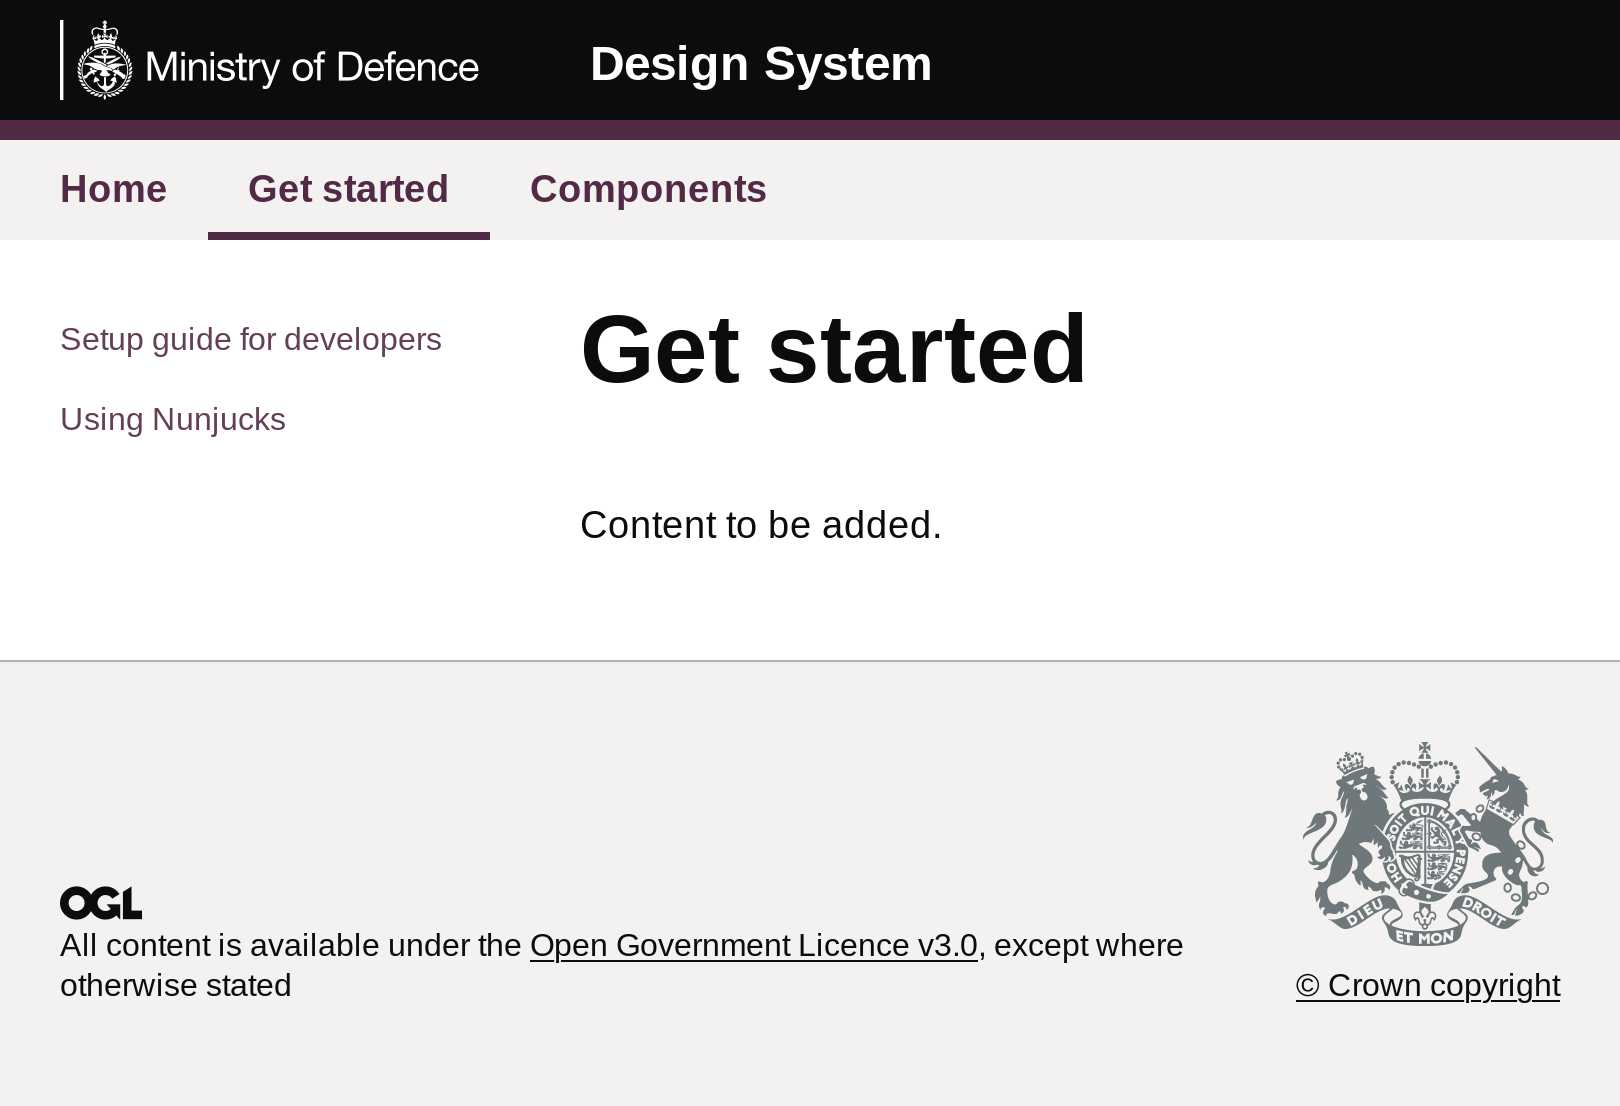 Ministry of Defence
Design System
Home
Get started
Components
Setup guide for developers
Using Nunjucks
Get started
Content to be added.
OGL
All content is available under the Open Government Licence v3.0, except where
otherwise stated
SOIT QUI MAL Y PENSE
HON
DIEU
ET MON
DROIT
© Crown copyright